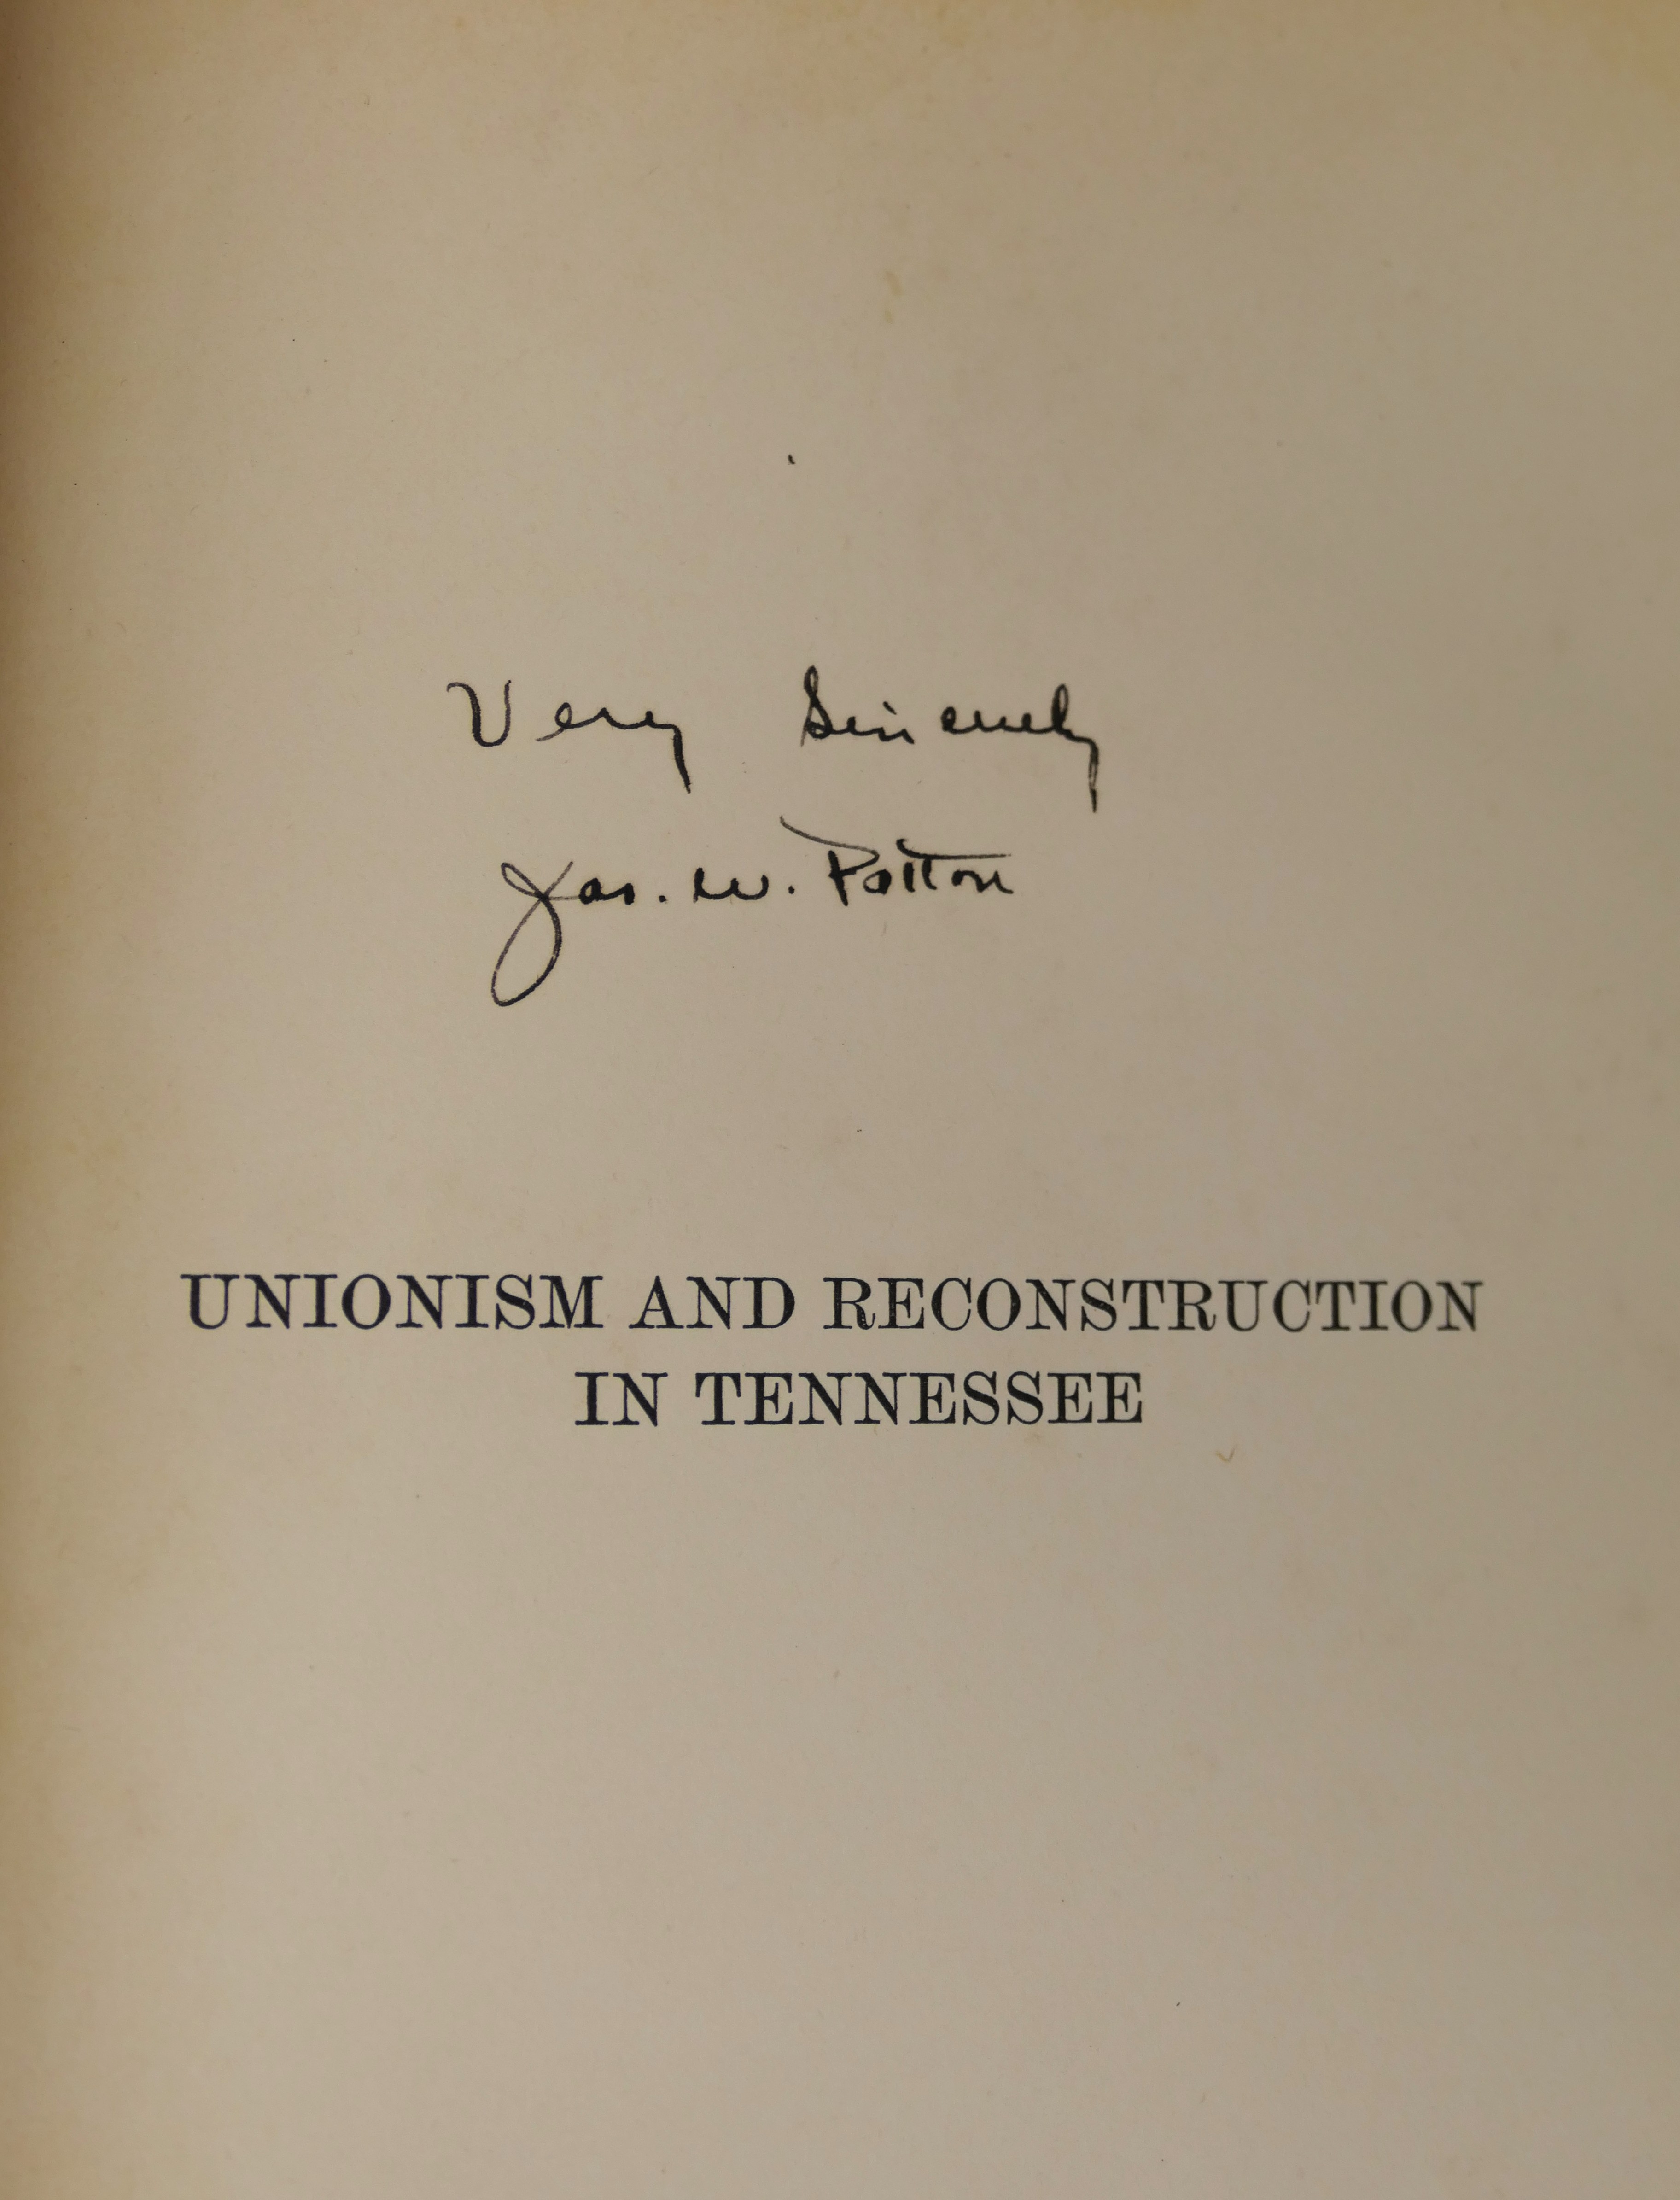 Very Sincerely
Jas. W. Patton
UNIONISM AND RECONSTRUCTION
IN TENNESSEE